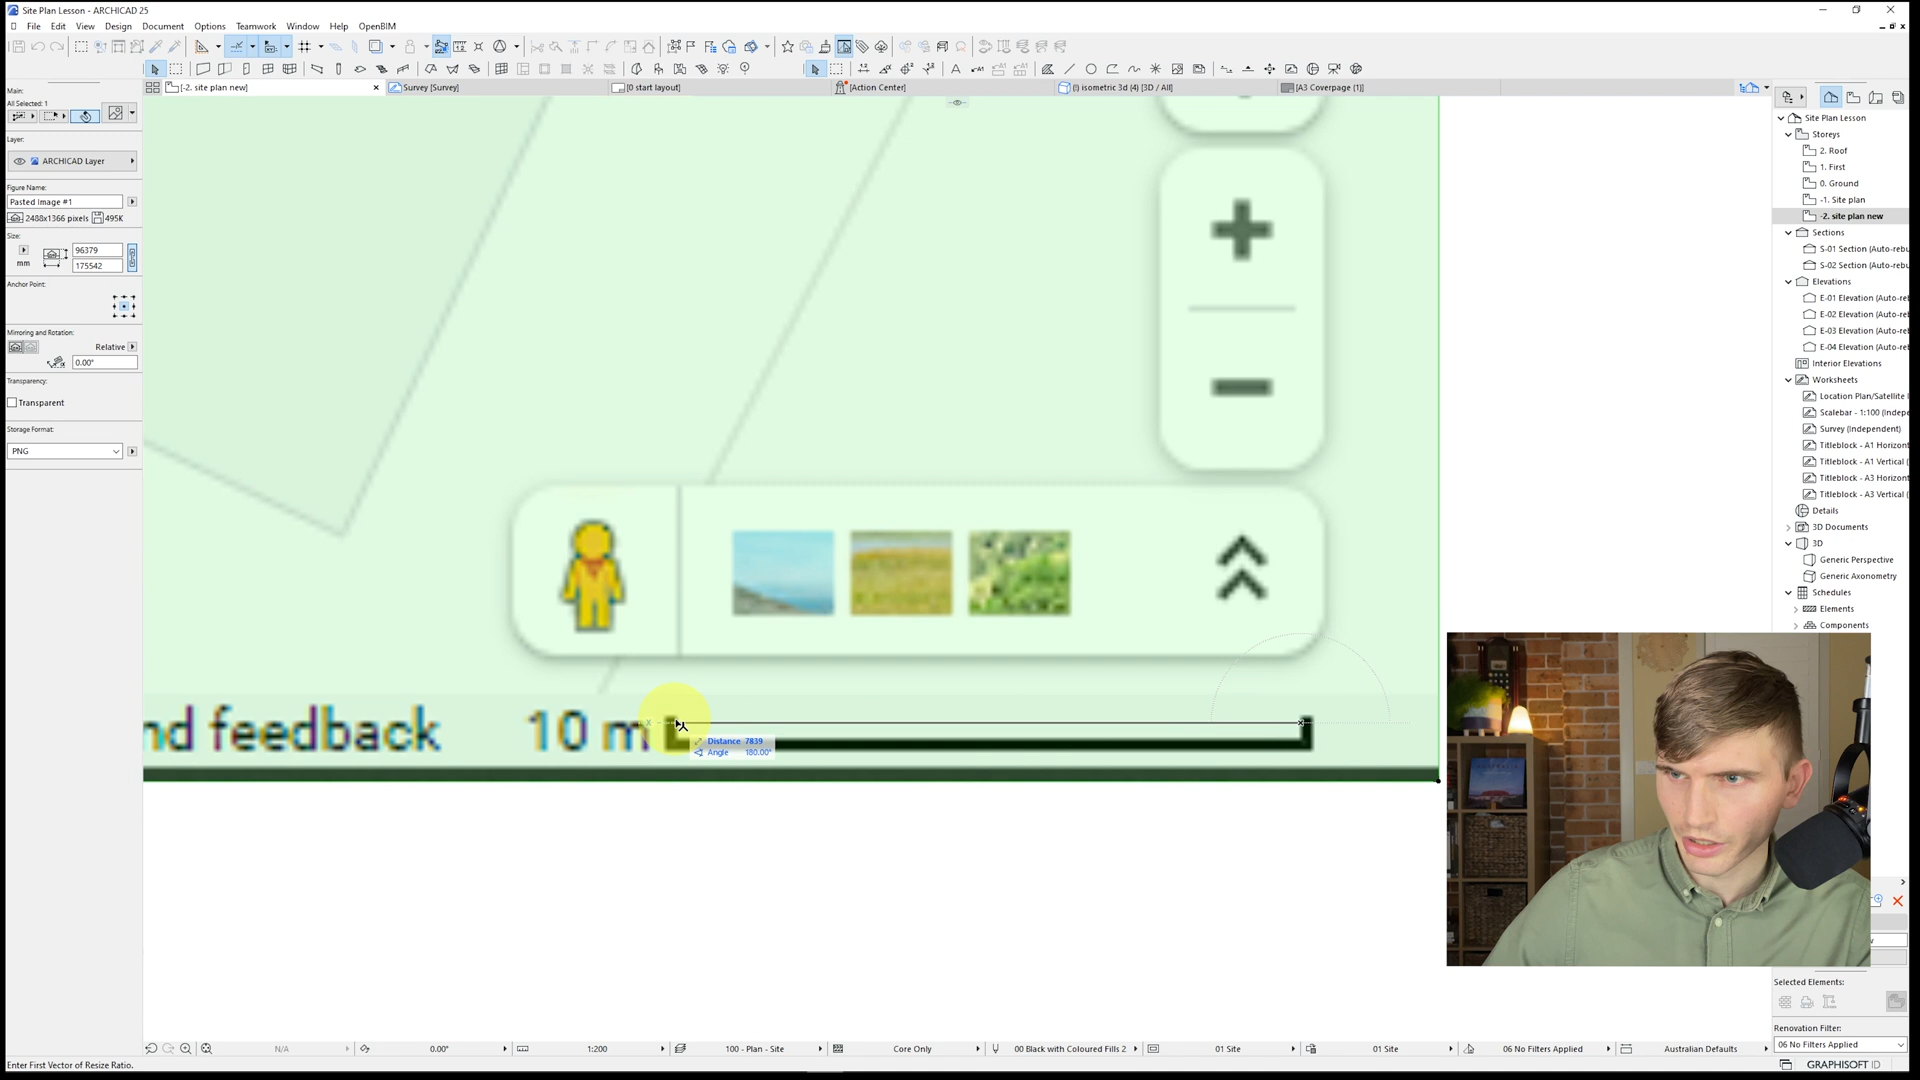 Site Plan Lesson - ARCHICAD 25
File Edit View Design Document Options Teamwork Window Help OpenBIM
[-2. site plan new] Survey [Survey] [0 start layout] [Action Center] (!) isometric 3d (4) [3D / All] [A3 Coverpage (1)]
Main:
All Selected: 1
Layer:
ARCHICAD Layer
Figure Name:
Pasted Image #1
2488x1366 pixels 495K
Size:
mm 96379
175542
Anchor Point:
Mirroring and Rotation:
Relative
0.00°
Transparency:
Transparent
Storage Format:
PNG
nd feedback 10 m
Distance 7839
Angle 180.00°
Site Plan Lesson
Storeys
2. Roof
1. First
0. Ground
-1. Site plan
-2. site plan new
Sections
S-01 Section (Auto-rebu
S-02 Section (Auto-rebu
Elevations
E-01 Elevation (Auto-re
E-02 Elevation (Auto-re
E-03 Elevation (Auto-re
E-04 Elevation (Auto-re
Interior Elevations
Worksheets
Location Plan/Satellite I
Scalebar - 1:100 (Indepe
Survey (Independent)
Titleblock - A1 Horizont
Titleblock - A1 Vertical (
Titleblock - A3 Horizont
Titleblock - A3 Vertical (
Details
3D Documents
3D
Generic Perspective
Generic Axonometry
Schedules
Elements
Components
Selected Elements:
Renovation Filter:
06 No Filters Applied
N/A 0.00° 1:200 100 - Plan - Site Core Only 00 Black with Coloured Fills 2 01 Site 01 Site 06 No Filters Applied Australian Defaults
Enter First Vector of Resize Ratio.
GRAPHISOFT ID